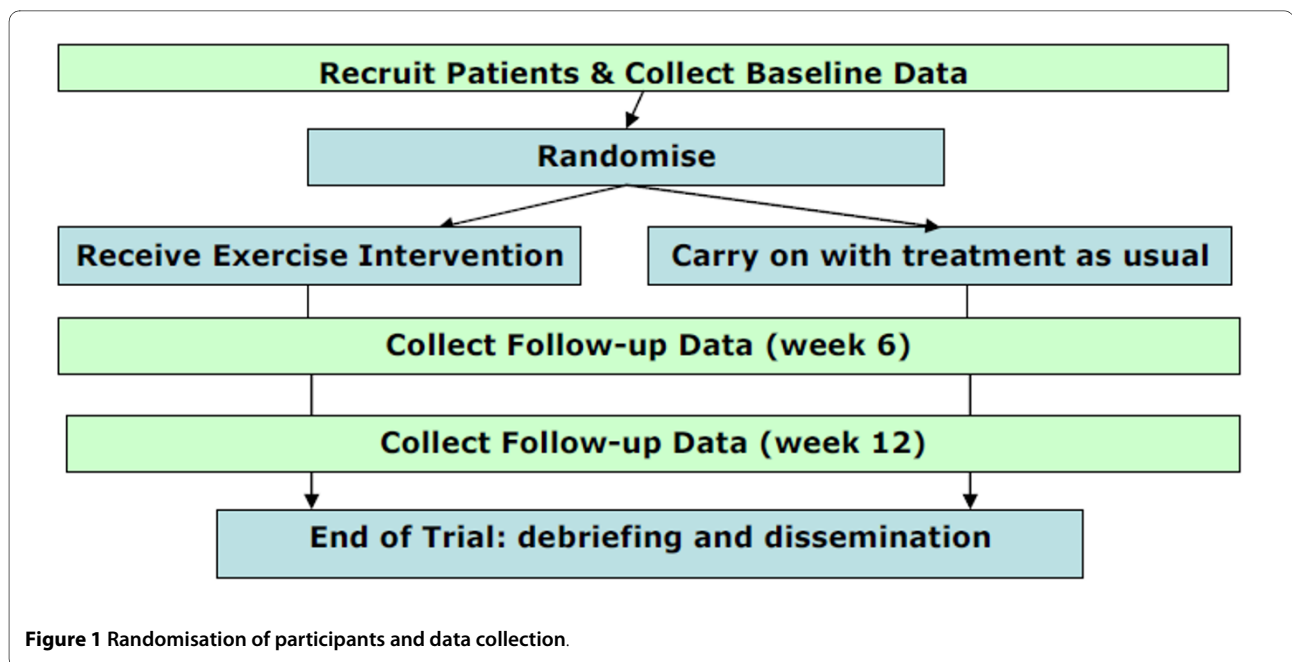 Recruit Patients & Collect Baseline Data
Randomise
Receive Exercise Intervention
Carry on with treatment as usual
Collect Follow-up Data (week 6)
Collect Follow-up Data (week 12)
End of Trial: debriefing and dissemination
Figure 1 Randomisation of participants and data collection.